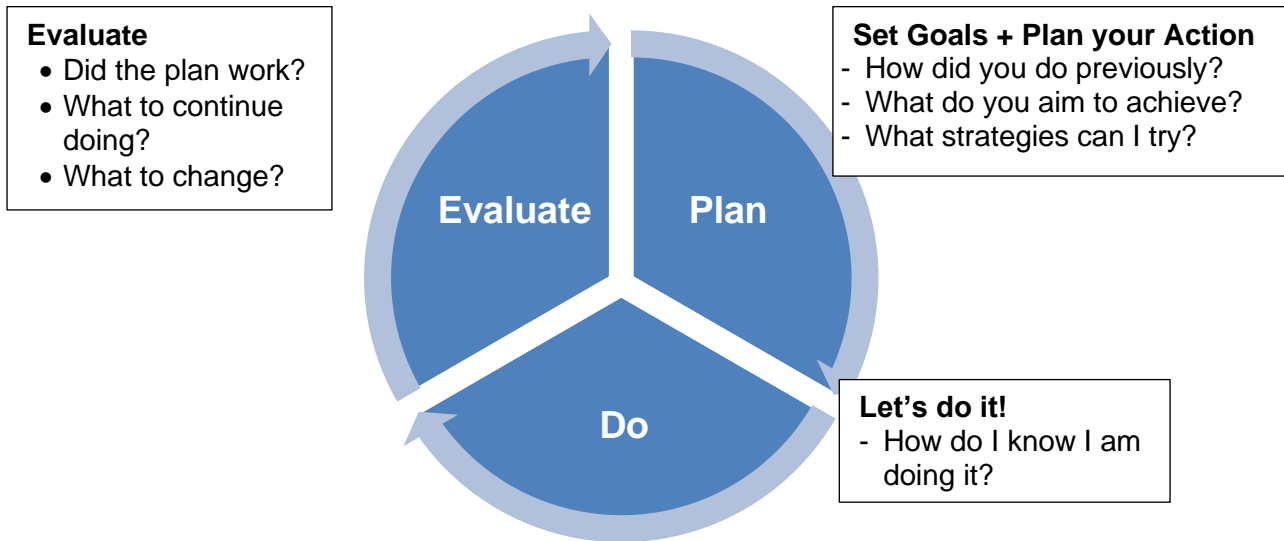 Evaluate
• Did the plan work?
• What to continue
doing?
• What to change?
Set Goals + Plan your Action
- How did you do previously?
- What do you aim to achieve?
- What strategies can I try?
Evaluate
Plan
Do
Let’s do it!
- How do I know I am
doing it?